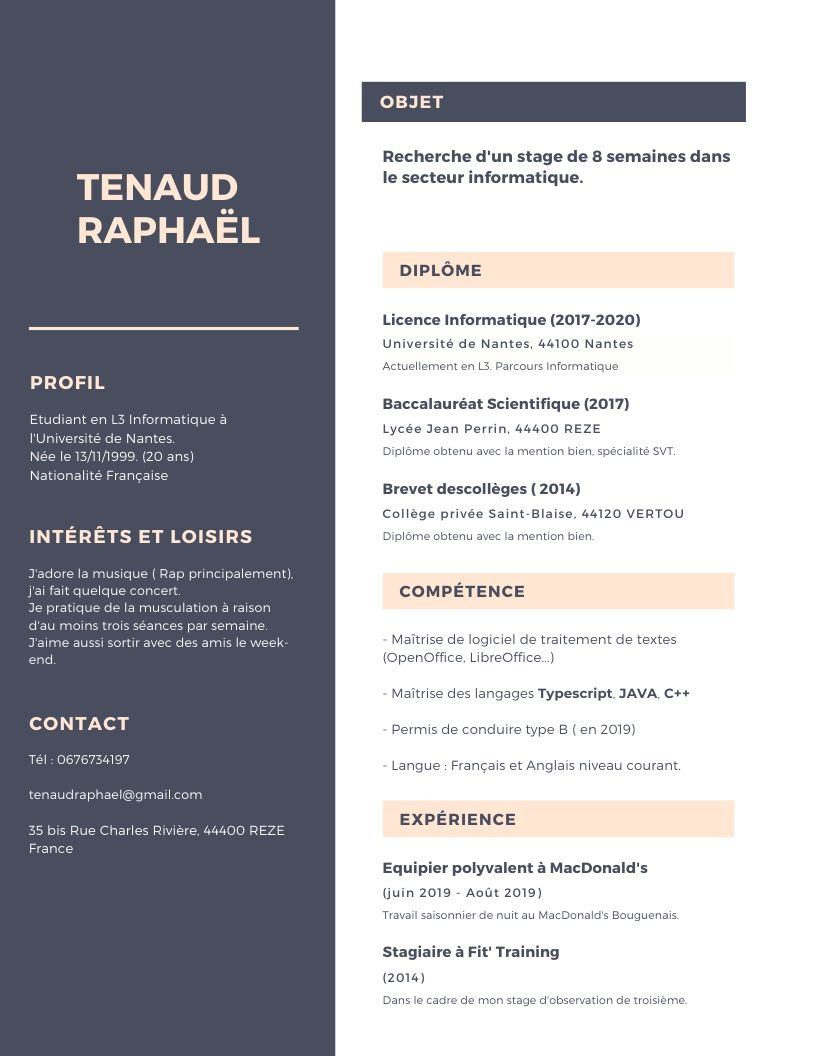 TENAUD
RAPHAËL
PROFIL
Etudiant en L3 Informatique à
l'Université de Nantes.
Née le 13/11/1999. (20 ans)
Nationalité Française
INTÉRÊTS ET LOISIRS
J'adore la musique ( Rap principalement),
j'ai fait quelque concert.
Je pratique de la musculation à raison
d'au moins trois séances par semaine.
J'aime aussi sortir avec des amis le week-
end.
CONTACT
Tél : 0676734197
tenaudraphael@gmail.com
35 bis Rue Charles Rivière, 44400 REZE
France
OBJET
Recherche d'un stage de 8 semaines dans
le secteur informatique.
DIPLÔME
Licence Informatique (2017-2020)
Université de Nantes, 44100 Nantes
Actuellement en L3. Parcours Informatique
Baccalauréat Scientifique (2017)
Lycée Jean Perrin, 44400 REZE
Diplôme obtenu avec la mention bien, spécialité SVT.
Brevet descollèges ( 2014)
Collège privée Saint-Blaise, 44120 VERTOU
Diplôme obtenu avec la mention bien.
COMPÉTENCE
- Maîtrise de logiciel de traitement de textes
(OpenOffice, LibreOffice...)
- Maîtrise des langages Typescript, JAVA, C++
- Permis de conduire type B ( en 2019)
- Langue : Français et Anglais niveau courant.
EXPÉRIENCE
Equipier polyvalent à MacDonald's
(juin 2019 - Août 2019)
Travail saisonnier de nuit au MacDonald's Bouguenais.
Stagiaire à Fit' Training
(2014)
Dans le cadre de mon stage d'observation de troisième.